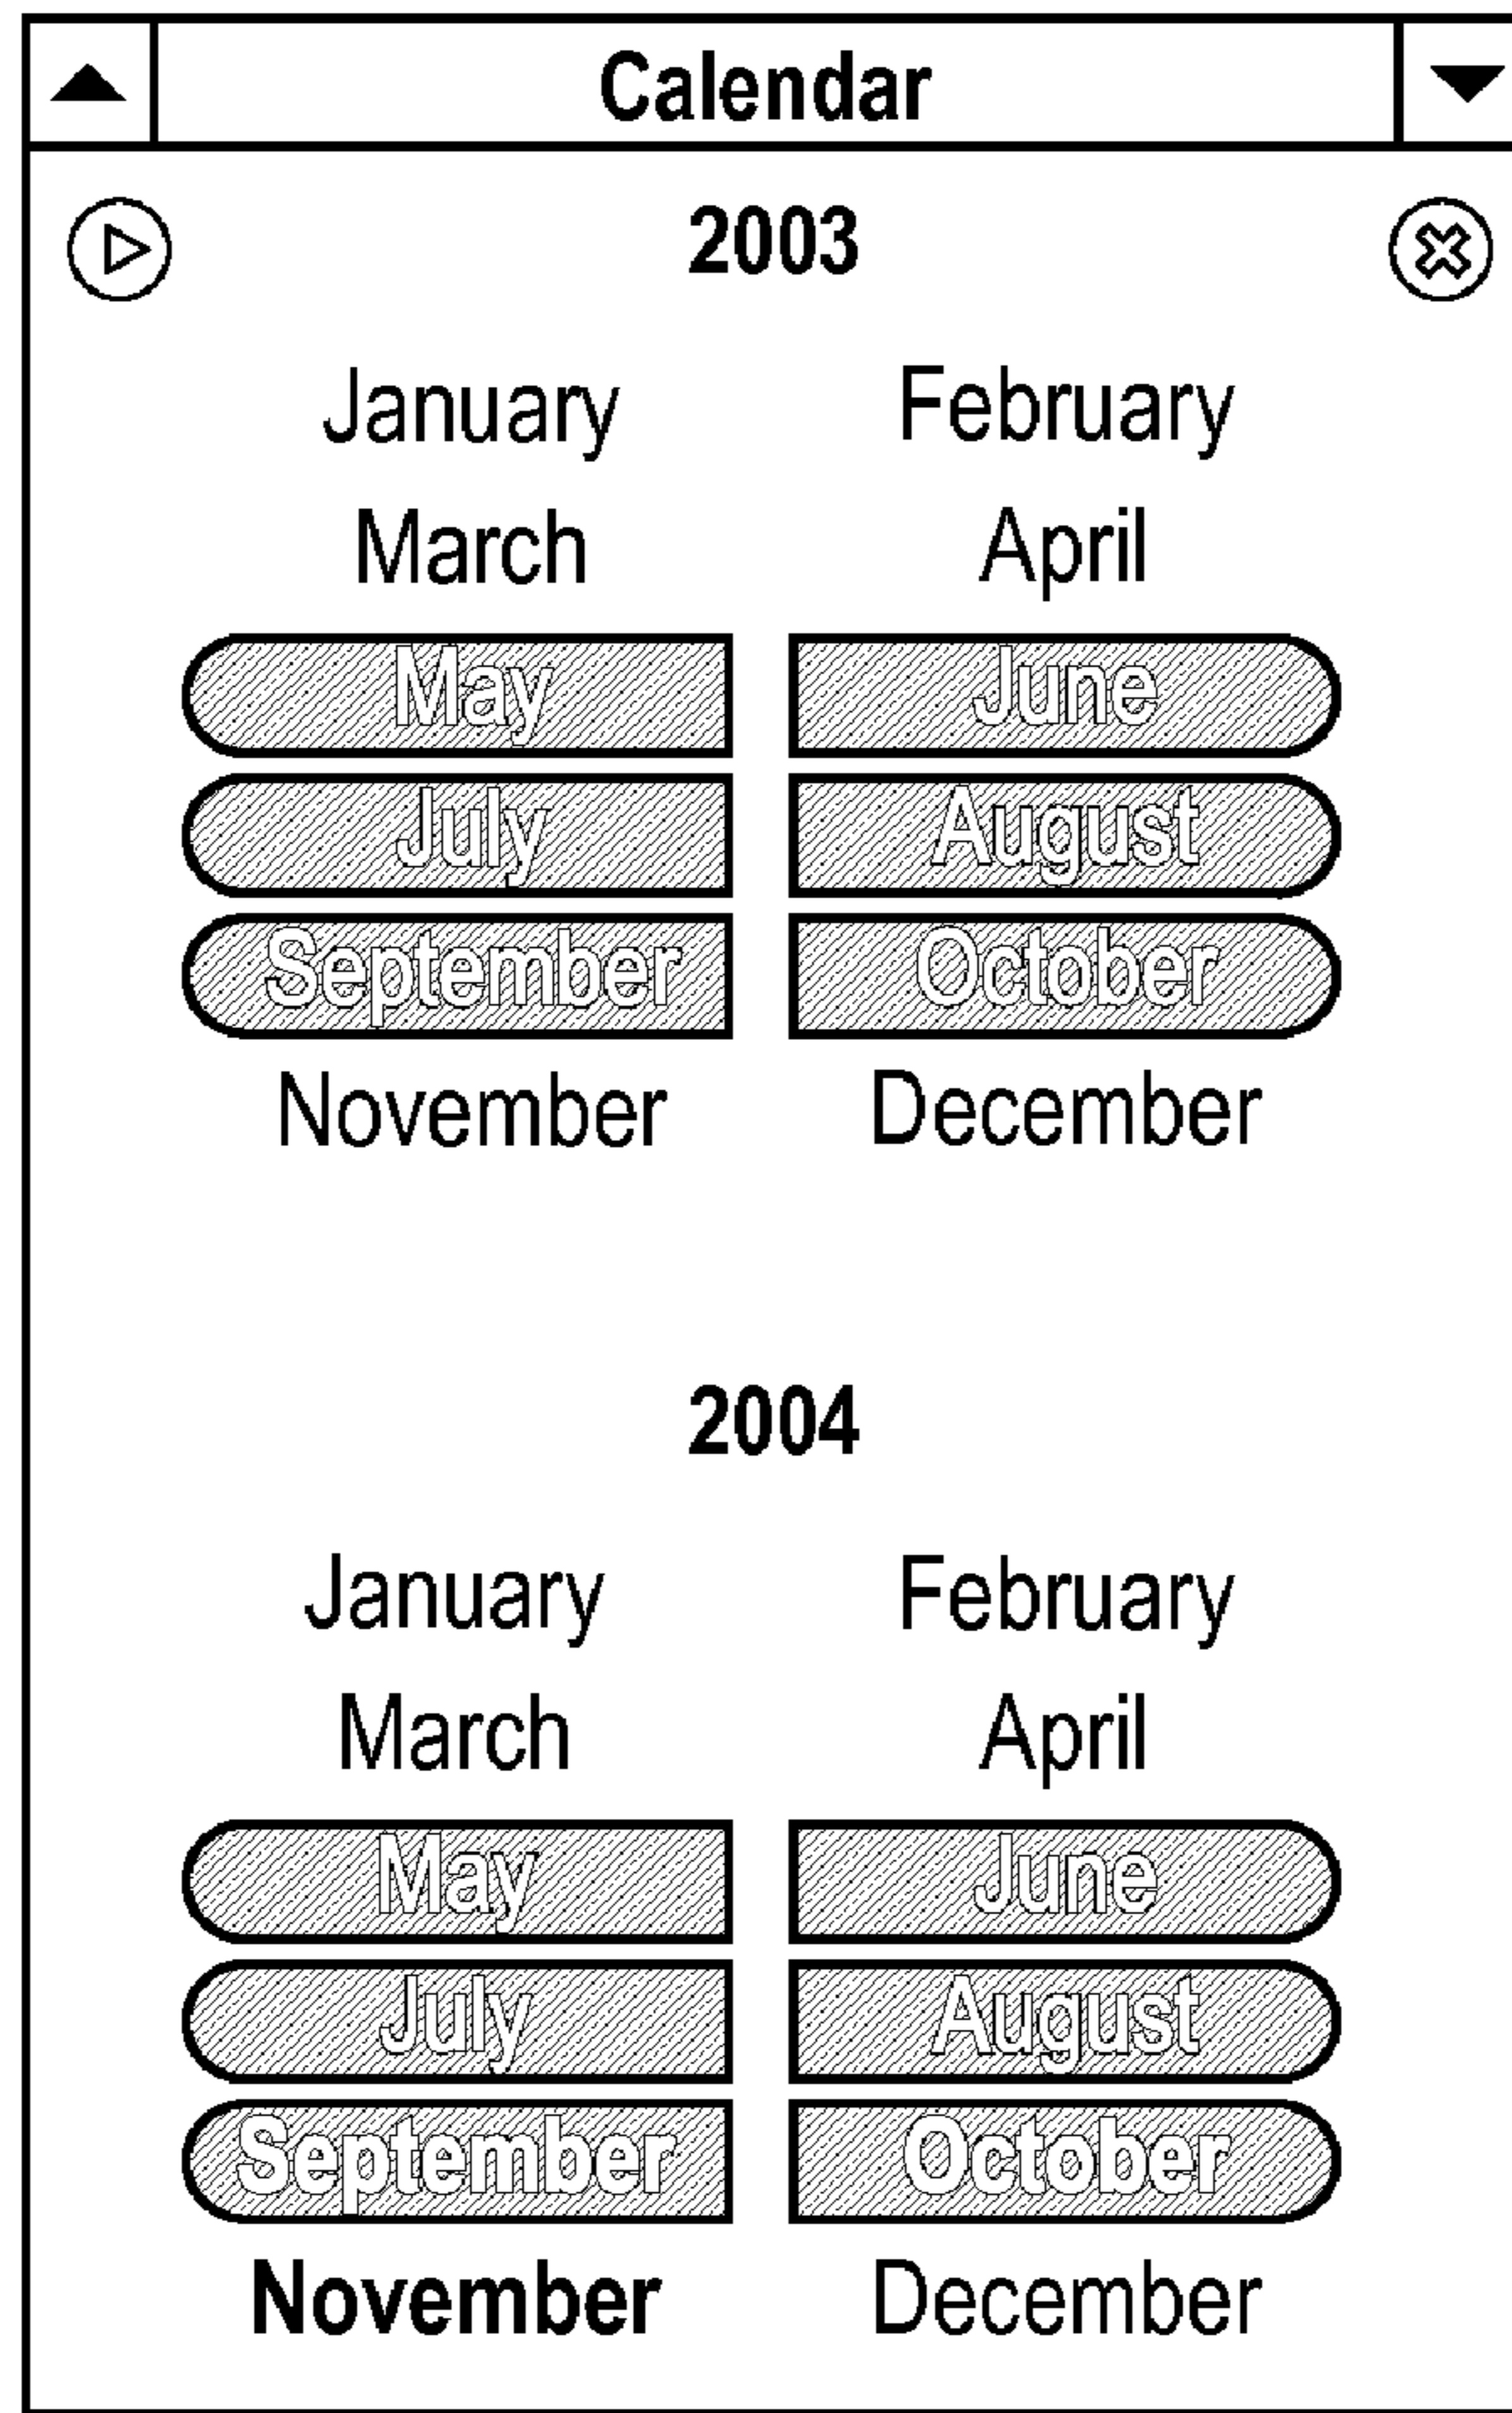 Calendar
2003
January February
March April
May June
July August
September October
November December
2004
January February
March April
May June
July August
September October
November December